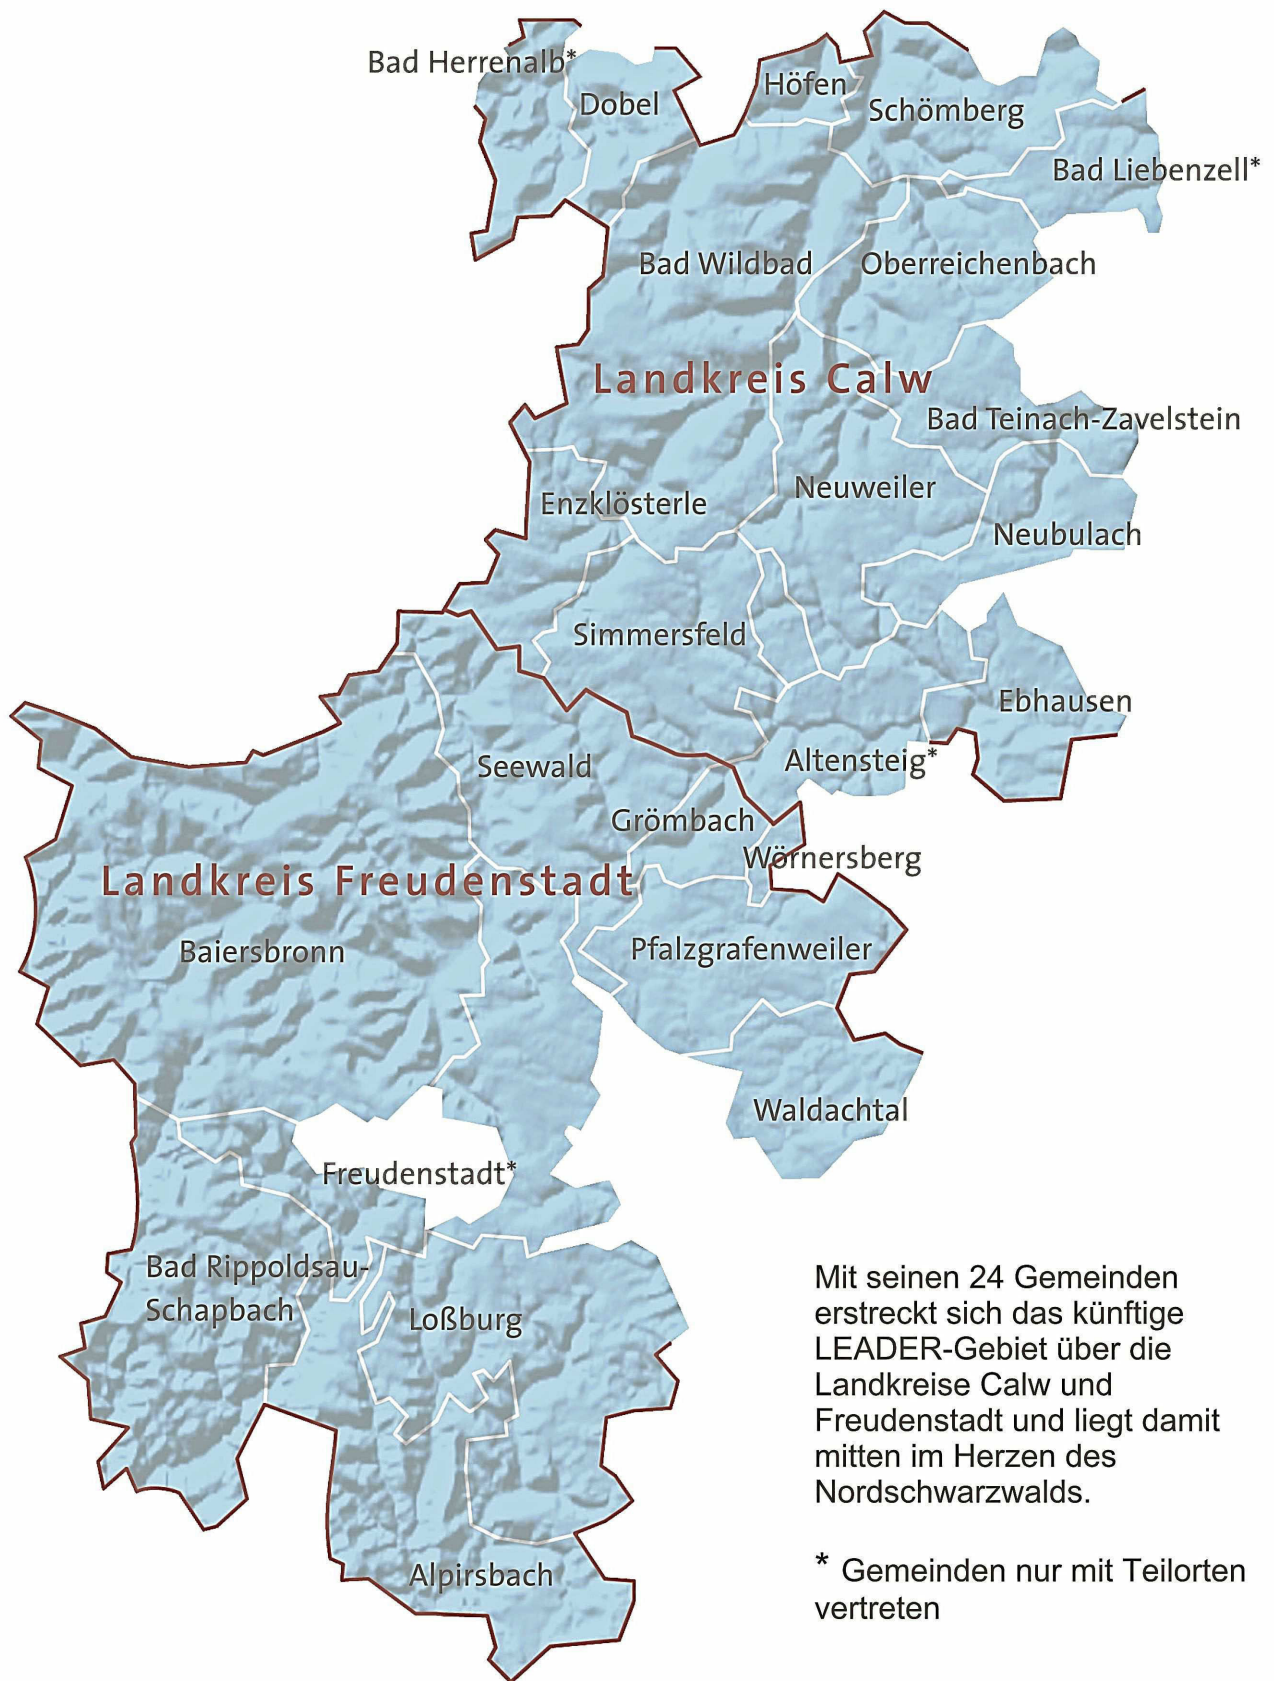 Bad Herrenalb*
Dobel
Höfen
Schömberg
Bad Liebenzell*
Bad Wildbad
Oberreichenbach
Landkreis Calw
Bad Teinach-Zavelstein
Neuweiler
Enzklösterle
Neubulach
Simmersfeld
Ebhausen
Seewald
Altensteig*
Grömbach
Wörnersberg
Landkreis Freudenstadt
Baiersbronn
Pfalzgrafenweiler
Waldachtal
Freudenstadt*
Bad Rippoldsau-
Schapbach
Loßburg
Alpirsbach
Mit seinen 24 Gemeinden
erstreckt sich das künftige
LEADER-Gebiet über die
Landkreise Calw und
Freudenstadt und liegt damit
mitten im Herzen des
Nordschwarzwalds.
* Gemeinden nur mit Teilorten
vertreten